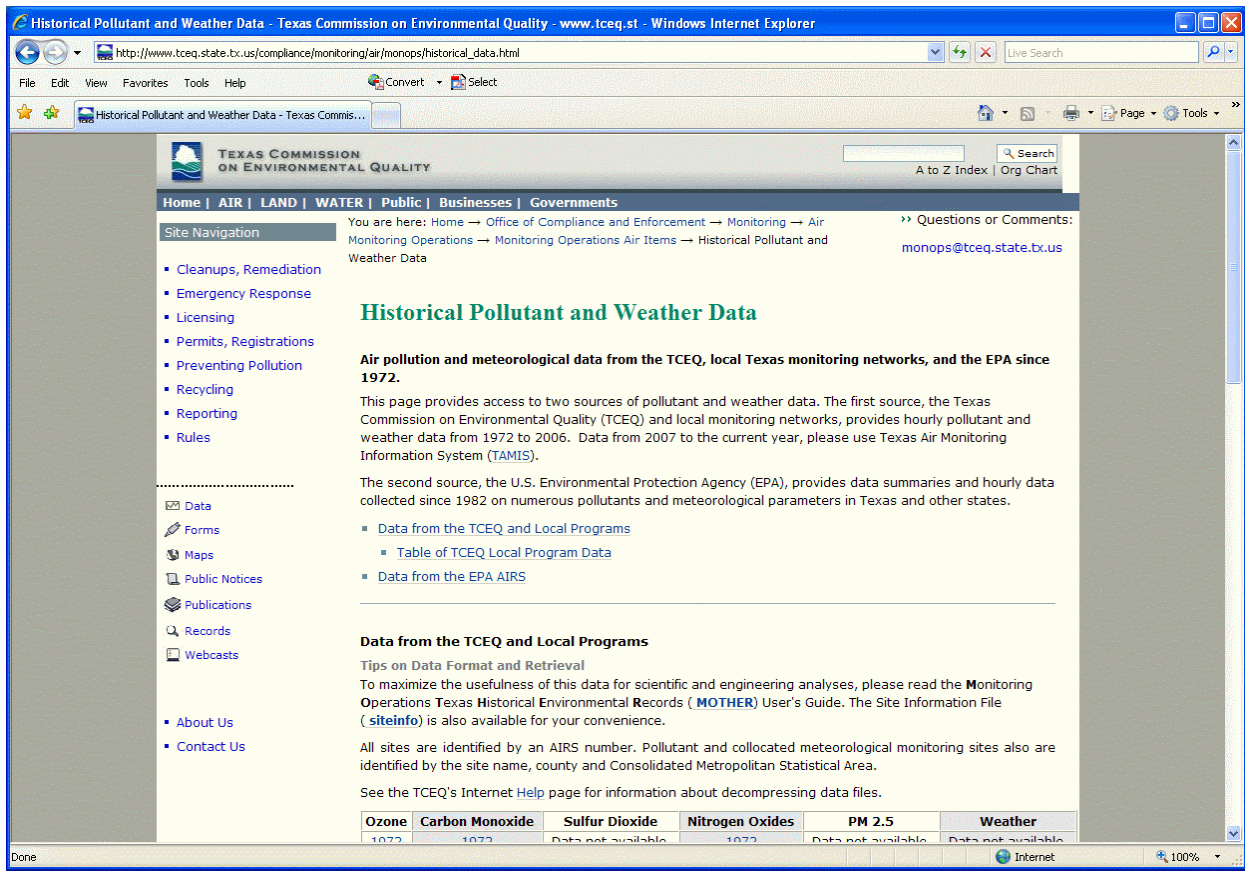 Historical Pollutant and Weather Data - Texas Commission on Environmental Quality - www.tceq.st - Windows Internet Explorer
http://www.tceq.state.tx.us/compliance/monitoring/air/monops/historical_data.html
Live Search
File Edit View Favorites Tools Help
Convert Select
Historical Pollutant and Weather Data - Texas Commis...
Page Tools »
TEXAS COMMISSION
ON ENVIRONMENTAL QUALITY
Search
A to Z Index | Org Chart
Home | AIR | LAND | WATER | Public | Businesses | Governments
Site Navigation
Cleanups, Remediation
Emergency Response
Licensing
Permits, Registrations
Preventing Pollution
Recycling
Reporting
Rules
Data
Forms
Maps
Public Notices
Publications
Records
Webcasts
About Us
Contact Us
You are here: Home → Office of Compliance and Enforcement → Monitoring → Air
Monitoring Operations → Monitoring Operations Air Items → Historical Pollutant and
Weather Data
›› Questions or Comments:
monops@tceq.state.tx.us
Historical Pollutant and Weather Data
Air pollution and meteorological data from the TCEQ, local Texas monitoring networks, and the EPA since
1972.
This page provides access to two sources of pollutant and weather data. The first source, the Texas
Commission on Environmental Quality (TCEQ) and local monitoring networks, provides hourly pollutant and
weather data from 1972 to 2006. Data from 2007 to the current year, please use Texas Air Monitoring
Information System (TAMIS).
The second source, the U.S. Environmental Protection Agency (EPA), provides data summaries and hourly data
collected since 1982 on numerous pollutants and meteorological parameters in Texas and other states.
Data from the TCEQ and Local Programs
Table of TCEQ Local Program Data
Data from the EPA AIRS
Data from the TCEQ and Local Programs
Tips on Data Format and Retrieval
To maximize the usefulness of this data for scientific and engineering analyses, please read the Monitoring
Operations Texas Historical Environmental Records ( MOTHER) User's Guide. The Site Information File
( siteinfo) is also available for your convenience.
All sites are identified by an AIRS number. Pollutant and collocated meteorological monitoring sites also are
identified by the site name, county and Consolidated Metropolitan Statistical Area.
See the TCEQ's Internet Help page for information about decompressing data files.
Ozone Carbon Monoxide Sulfur Dioxide Nitrogen Oxides PM 2.5 Weather
1972 1972 Data not available 1972 Data not available Data not available
Done Internet 100%